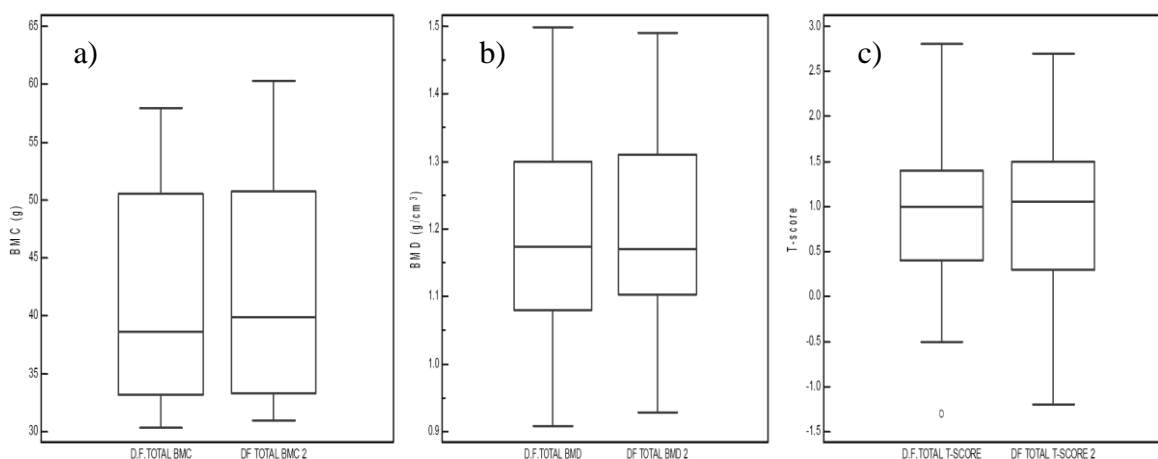 a)
65
60
55
50
45
40
35
30
BMC (g)
D.F.TOTAL BMC
DF TOTAL BMC 2
b)
1.5
1.4
1.3
1.2
1.1
1.0
0.9
BMD (g/cm³)
D.F.TOTAL BMD
DF TOTAL BMD 2
c)
3.0
2.5
2.0
1.5
1.0
0.5
0.0
-0.5
-1.0
-1.5
T-score
D.F.TOTAL T-SCORE
DF TOTAL T-SCORE 2